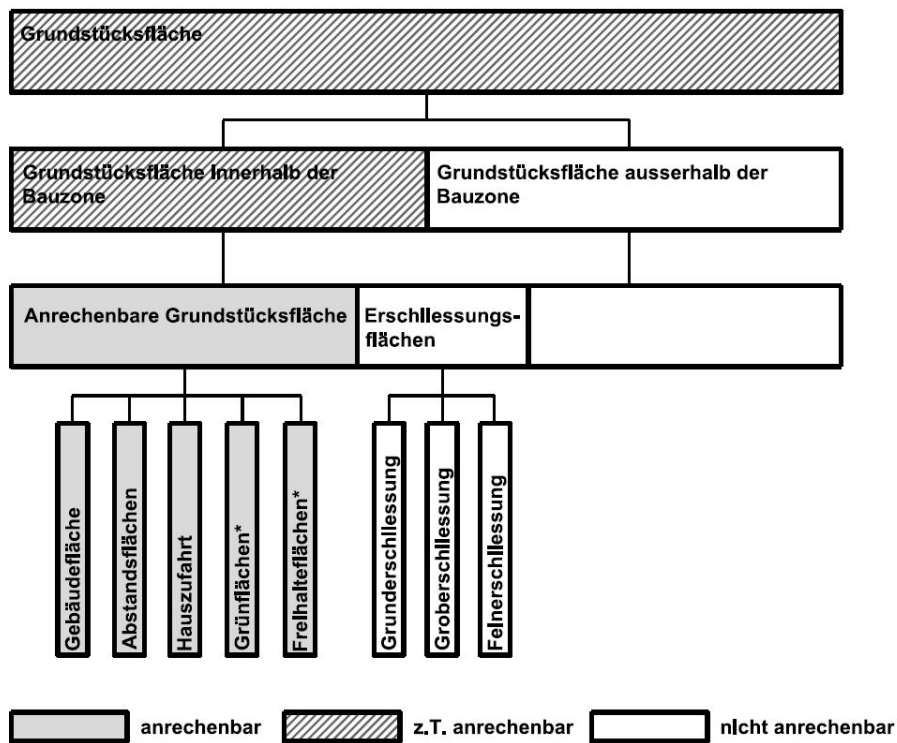 Grundstücksfläche
Grundstücksfläche innerhalb der
Bauzone
Grundstücksfläche ausserhalb der
Bauzone
Anrechenbare Grundstücksfläche
Erschliessungs-
flächen
Gebäudefläche
Abstandsflächen
Hauszufahrt
Grünflächen*
Freihalteflächen*
Grunderschliessung
Groberschliessung
Feinerschliessung
anrechenbar
z.T. anrechenbar
nicht anrechenbar